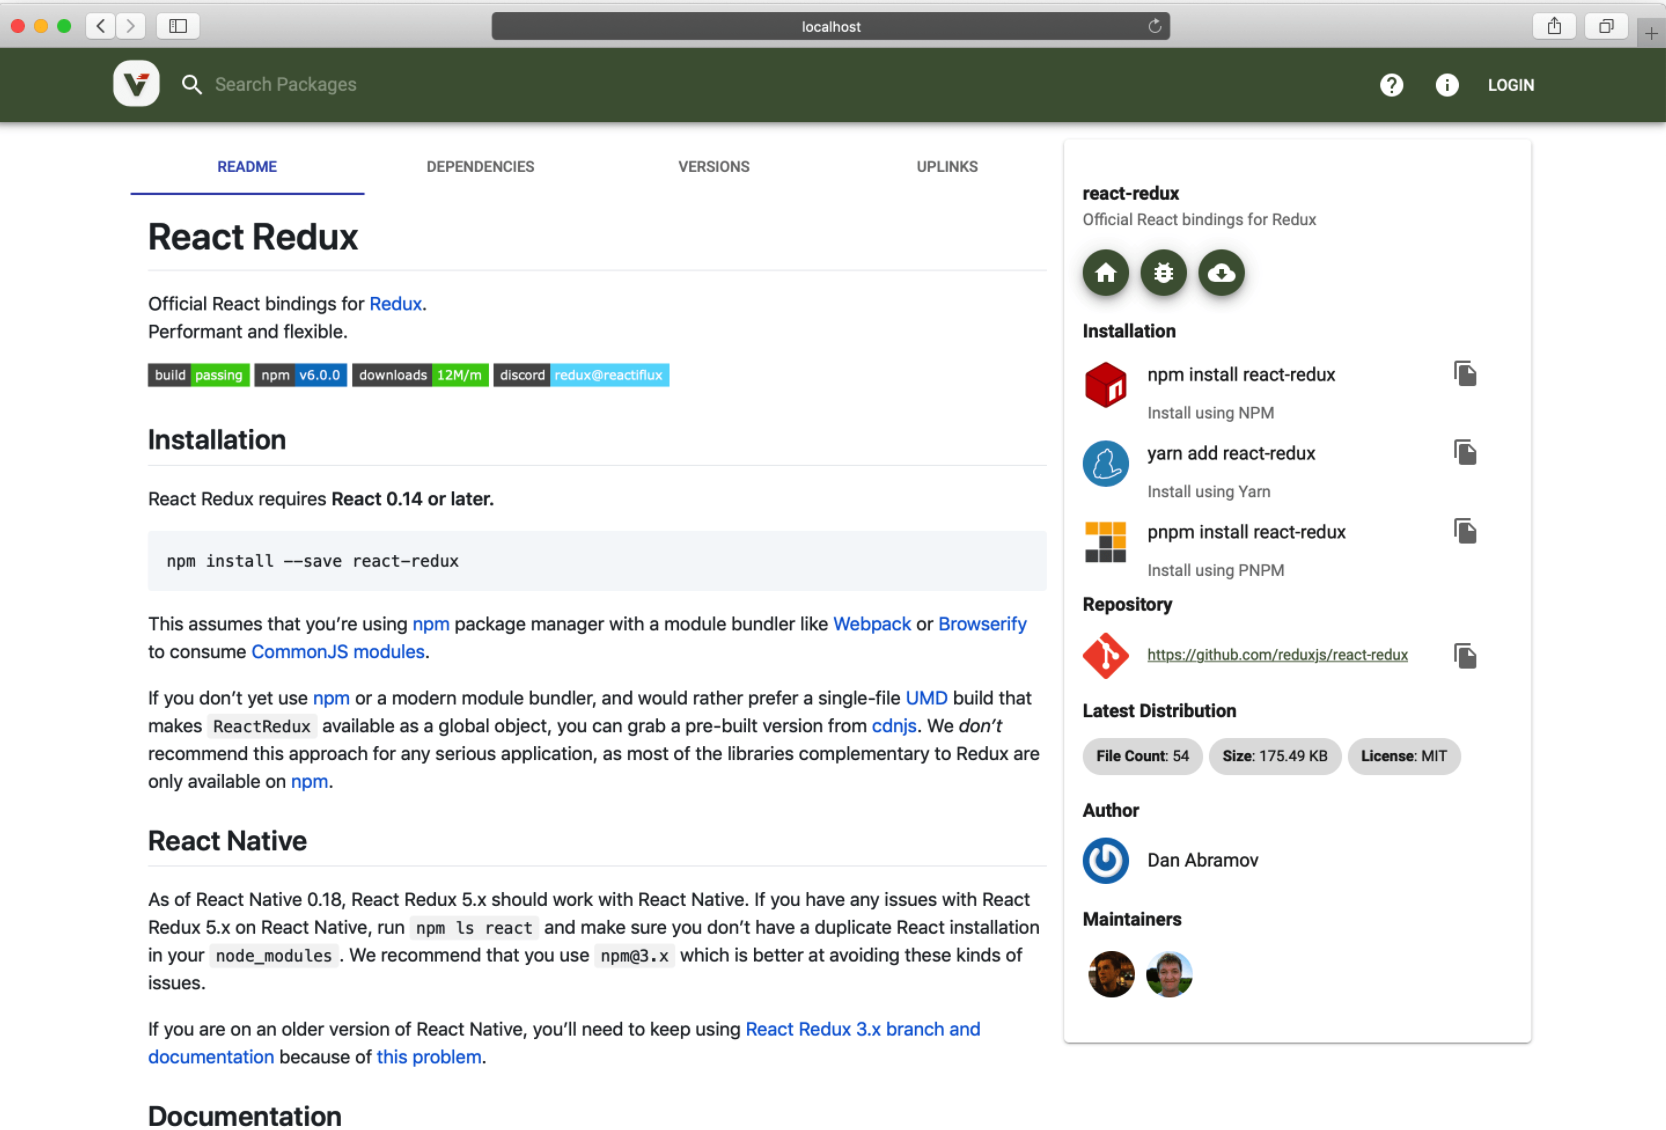 localhost
Search Packages
LOGIN
README
DEPENDENCIES
VERSIONS
UPLINKS
React Redux
Official React bindings for Redux.
Performant and flexible.
build passing npm v6.0.0 downloads 12M/m discord redux@reactiflux
Installation
React Redux requires React 0.14 or later.
npm install --save react-redux
This assumes that you’re using npm package manager with a module bundler like Webpack or Browserify
to consume CommonJS modules.
If you don’t yet use npm or a modern module bundler, and would rather prefer a single-file UMD build that
makes ReactRedux available as a global object, you can grab a pre-built version from cdnjs. We don’t
recommend this approach for any serious application, as most of the libraries complementary to Redux are
only available on npm.
React Native
As of React Native 0.18, React Redux 5.x should work with React Native. If you have any issues with React
Redux 5.x on React Native, run npm ls react and make sure you don’t have a duplicate React installation
in your node_modules. We recommend that you use npm@3.x which is better at avoiding these kinds of
issues.
If you are on an older version of React Native, you’ll need to keep using React Redux 3.x branch and
documentation because of this problem.
Documentation
react-redux
Official React bindings for Redux
Installation
npm install react-redux
Install using NPM
yarn add react-redux
Install using Yarn
pnpm install react-redux
Install using PNPM
Repository
https://github.com/reduxjs/react-redux
Latest Distribution
File Count: 54
Size: 175.49 KB
License: MIT
Author
Dan Abramov
Maintainers